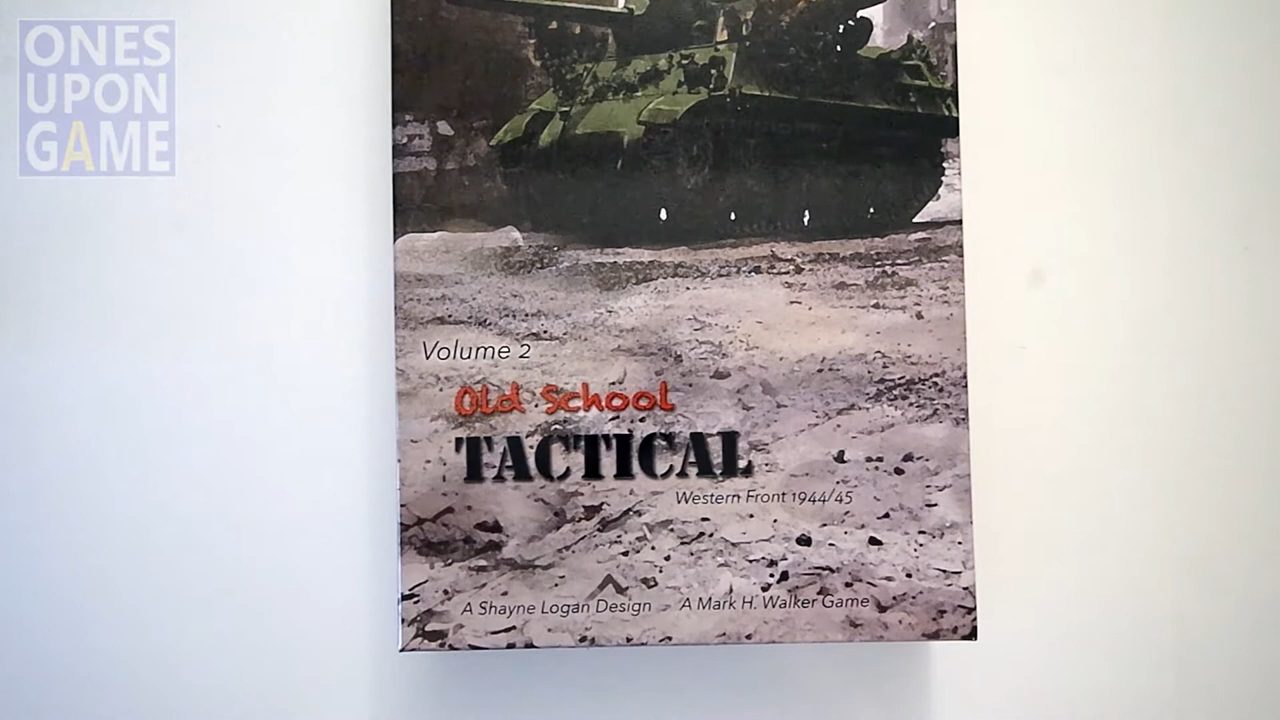 ONES
UPON
GAME
Volume 2
Old School
TACTICAL
Western Front 1944/45
A Shayne Logan Design
A Mark H. Walker Game